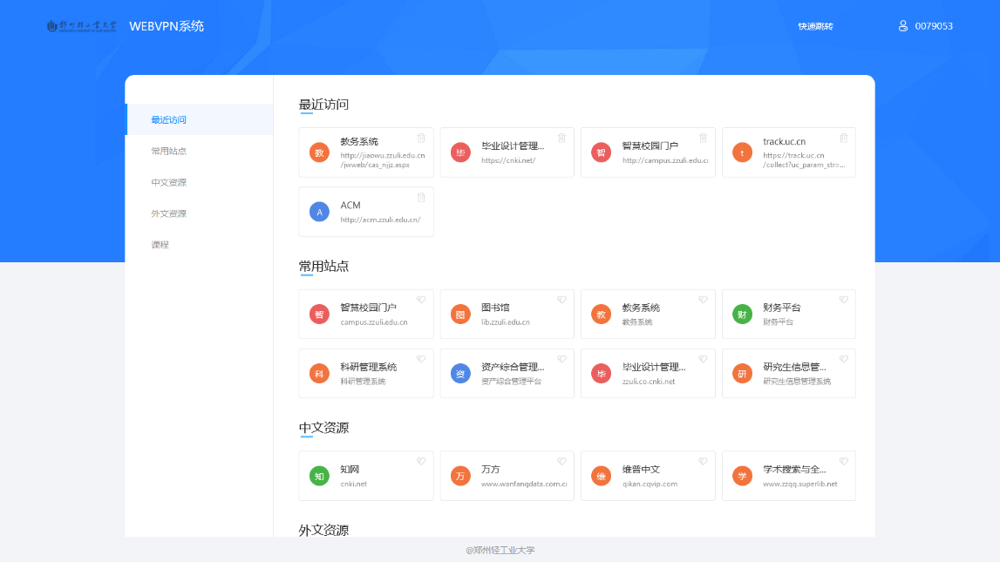 WEBVPN系统
快速跳转
0079053
最近访问
常用站点
中文资源
外文资源
课程
最近访问
教
教务系统
http://jiaowu.zzuli.edu.cn
/jwweb/cas_njjz.aspx
毕
毕业设计管理...
https://cnki.net/
智
智慧校园门户
http://campus.zzuli.edu.c
t
track.uc.cn
https://track.uc.cn
/collect?uc_param_str=...
A
ACM
http://acm.zzuli.edu.cn/
常用站点
智
智慧校园门户
campus.zzuli.edu.cn
图
图书馆
lib.zzuli.edu.cn
教
教务系统
教务系统
财
财务平台
财务平台
科
科研管理系统
科研管理系统
资
资产综合管理...
资产综合管理平台
毕
毕业设计管理...
zzuli.co.cnki.net
研
研究生信息管...
研究生信息管理系统
中文资源
知
知网
cnki.net
万
万方
www.wanfangdata.com.c
维
维普中文
qikan.cqvip.com
学
学术搜索与全...
www.zzqq.superlib.net
外文资源
@郑州轻工业大学